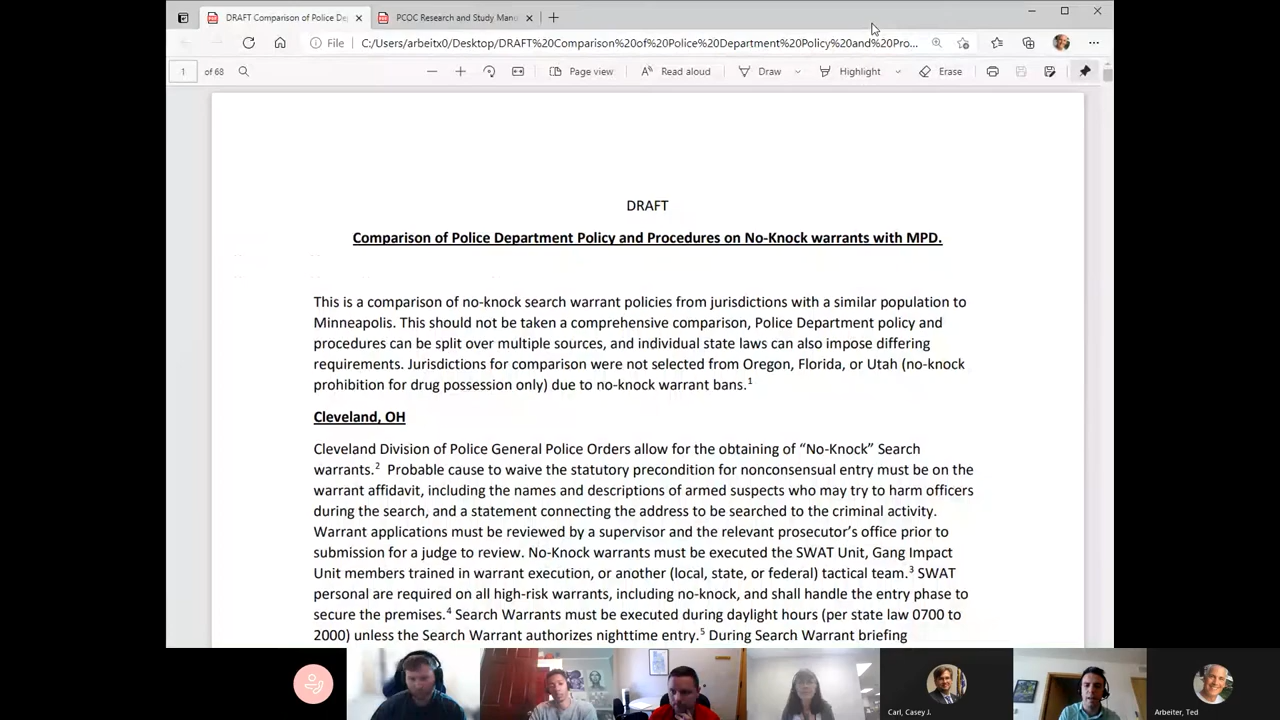 DRAFT Comparison of Police De
PCOC Research and Study Manu
File
C:/Users/arbeitx0/Desktop/DRAFT%20Comparison%20of%20Police%20Department%20Policy%20and%20Pro...
1 of 68
Page view
Read aloud
Draw
Highlight
Erase
DRAFT
Comparison of Police Department Policy and Procedures on No-Knock warrants with MPD.
This is a comparison of no-knock search warrant policies from jurisdictions with a similar population to
Minneapolis. This should not be taken a comprehensive comparison, Police Department policy and
procedures can be split over multiple sources, and individual state laws can also impose differing
requirements. Jurisdictions for comparison were not selected from Oregon, Florida, or Utah (no-knock
prohibition for drug possession only) due to no-knock warrant bans.1
Cleveland, OH
Cleveland Division of Police General Police Orders allow for the obtaining of “No-Knock” Search
warrants.2 Probable cause to waive the statutory precondition for nonconsensual entry must be on the
warrant affidavit, including the names and descriptions of armed suspects who may try to harm officers
during the search, and a statement connecting the address to be searched to the criminal activity.
Warrant applications must be reviewed by a supervisor and the relevant prosecutor’s office prior to
submission for a judge to review. No-Knock warrants must be executed the SWAT Unit, Gang Impact
Unit members trained in warrant execution, or another (local, state, or federal) tactical team.3 SWAT
personal are required on all high-risk warrants, including no-knock, and shall handle the entry phase to
secure the premises.4 Search Warrants must be executed during daylight hours (per state law 0700 to
2000) unless the Search Warrant authorizes nighttime entry.5 During Search Warrant briefing
Carl, Casey J.
Arbeiter, Ted